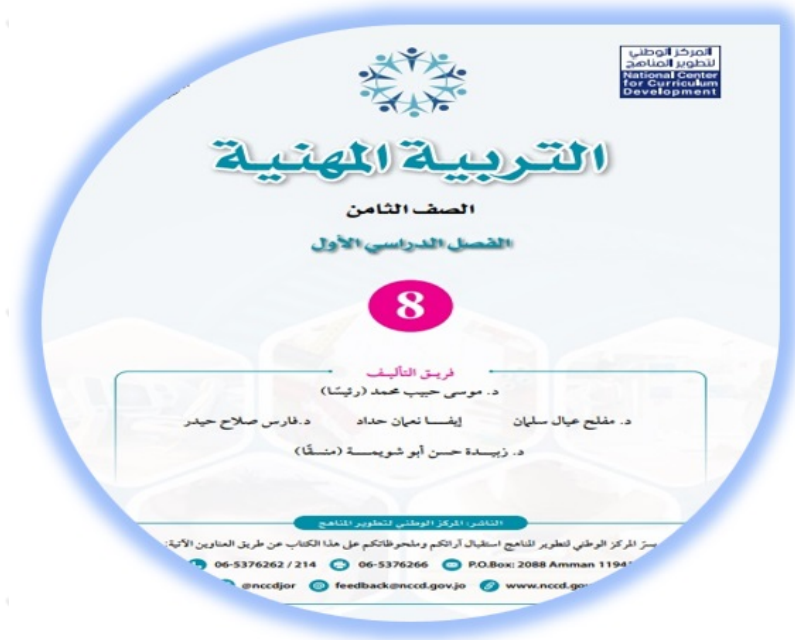 المركز الوطني
لتطوير المناهج
National Center
for Curriculum
Development
التربية المهنية
الصف الثامن
الفصل الدراسي الأول
8
فريق التأليف
د. موسى حبيب محمد (رئيسًا)
د. مفلح عيال سلمان إيفا نعمان حداد د.فارس صلاح حيدر
د. زبيدة حسن أبو شويمة (منسقًا)
الناشر: المركز الوطني لتطوير المناهج
يسرّ المركز الوطني لتطوير المناهج استقبال آرائكم وملحوظاتكم على هذا الكتاب عن طريق العناوين الآتية:
06-5376262 / 214 06-5376266 P.O.Box: 2088 Amman
@nccdjor feedback@nccd.gov.jo